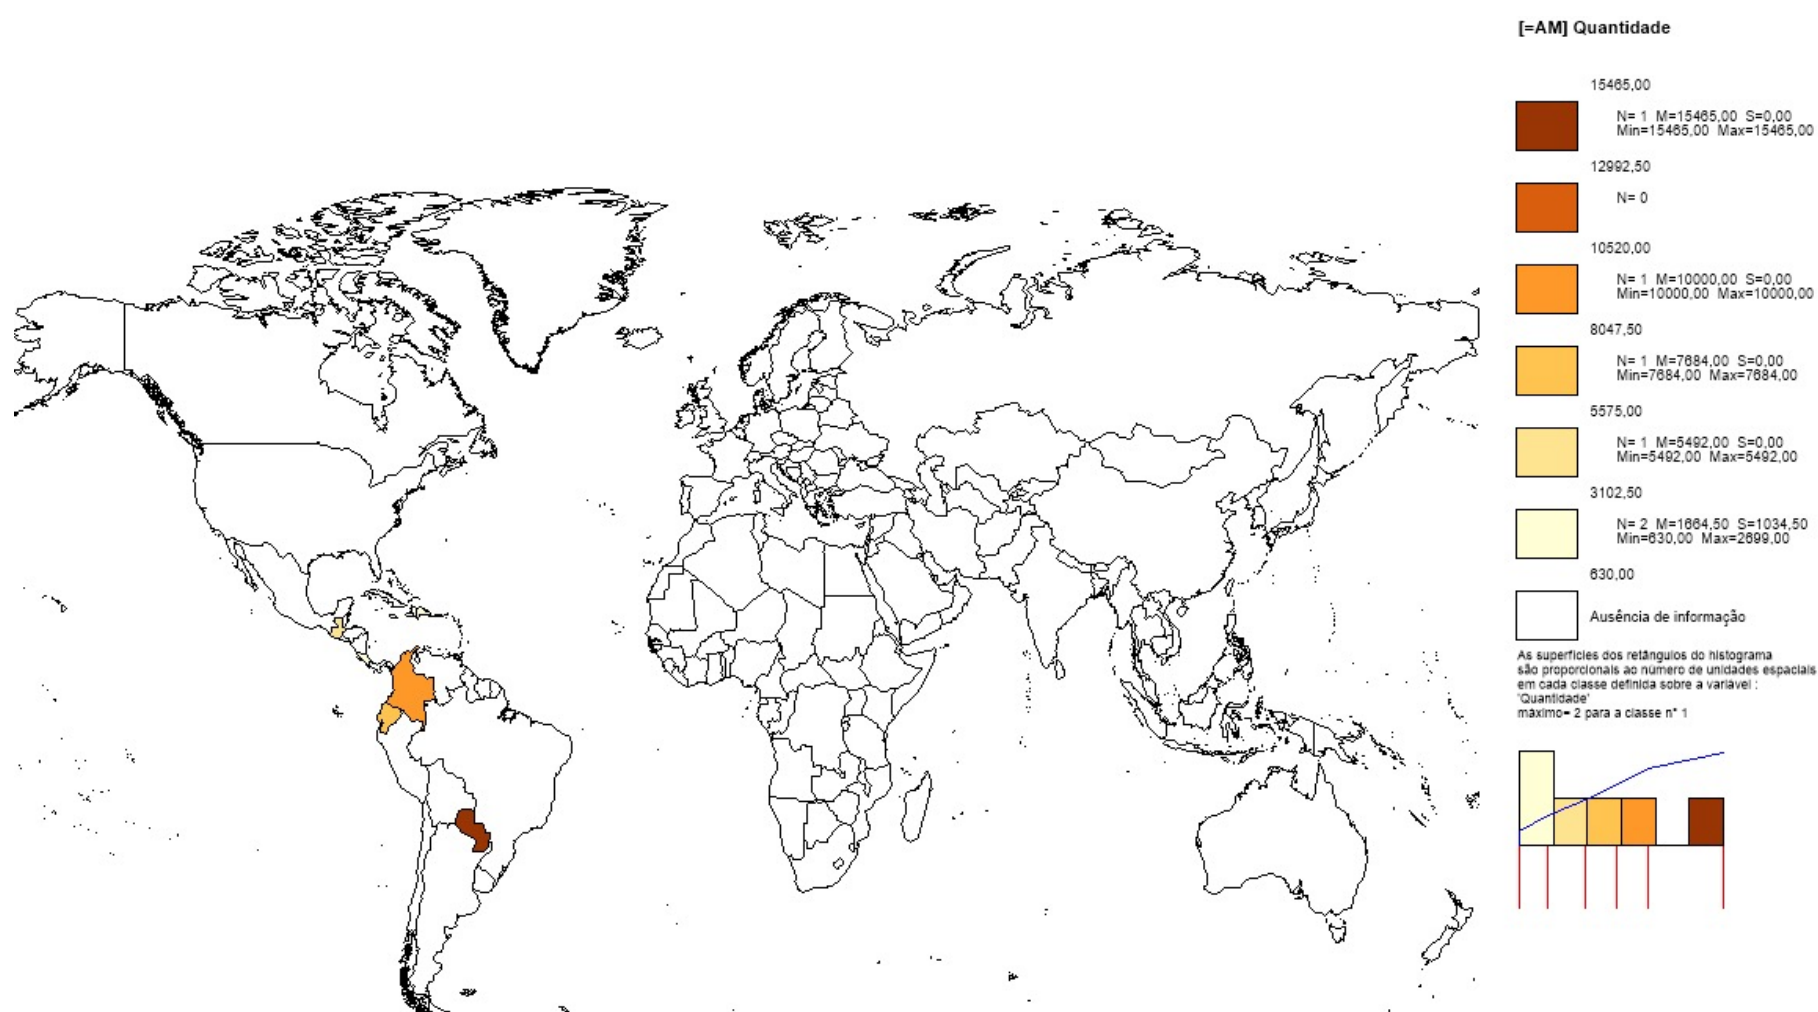 [=AM] Quantidade
15465,00
N= 1 M=15465,00 S=0,00
Min=15465,00 Max=15465,00
12992,50
N= 0
10520,00
N= 1 M=10000,00 S=0,00
Min=10000,00 Max=10000,00
8047,50
N= 1 M=7684,00 S=0,00
Min=7684,00 Max=7684,00
5575,00
N= 1 M=5492,00 S=0,00
Min=5492,00 Max=5492,00
3102,50
N= 2 M=1664,50 S=1034,50
Min=630,00 Max=2699,00
630,00
Ausência de informação
As superfícies dos retângulos do histograma
são proporcionais ao número de unidades espaciais
em cada classe definida sobre a variável :
'Quantidade'
máximo= 2 para a classe n° 1